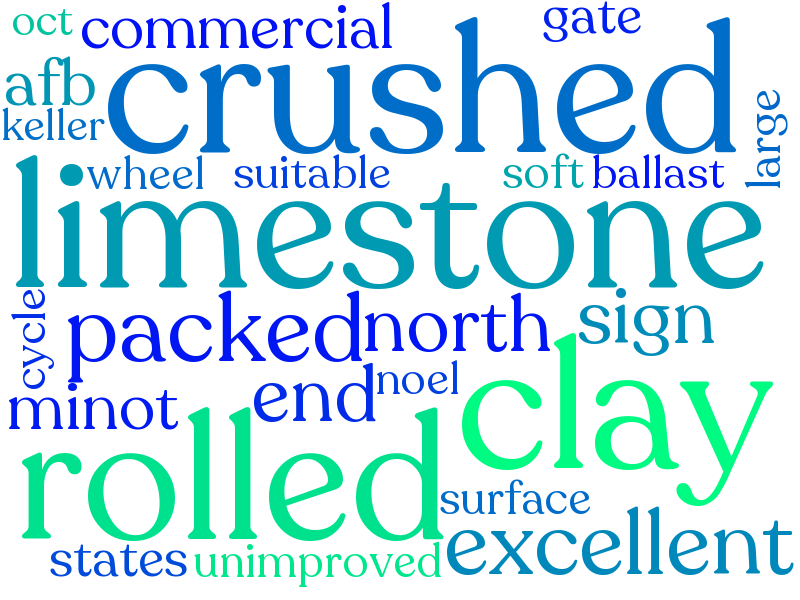 oct
commercial
gate
afb
crushed
keller
large
wheel
suitable
soft
ballast
limestone
cycle
packed
north
sign
minot
end
noel
clay
rolled
surface
excellent
states
unimproved